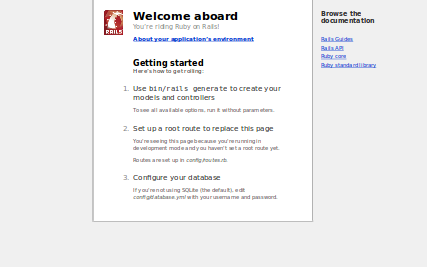 RAILS
Welcome aboard
You're riding Ruby on Rails!
About your application's environment
Getting started
Here's how to get rolling:
1. Use bin/rails generate to create your
models and controllers
To see all available options, run it without parameters.
2. Set up a root route to replace this page
You're seeing this page because you're running in
development mode and you haven't set a root route yet.
Routes are set up in config/routes.rb.
3. Configure your database
If you're not using SQLite (the default), edit
config/database.yml with your username and password.
Browse the
documentation
Rails Guides
Rails API
Ruby core
Ruby standard library